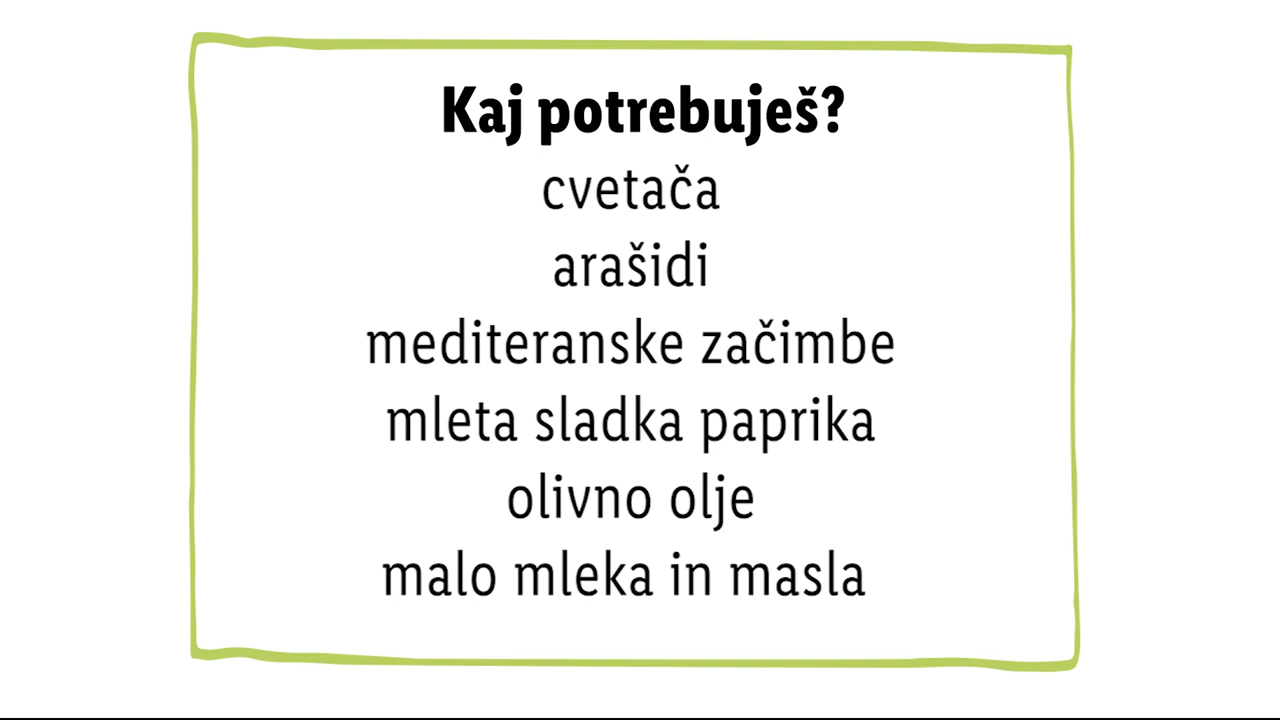 Kaj potrebuješ?
cvetača
arašidi
mediteranske začimbe
mleta sladka paprika
olivno olje
malo mleka in masla